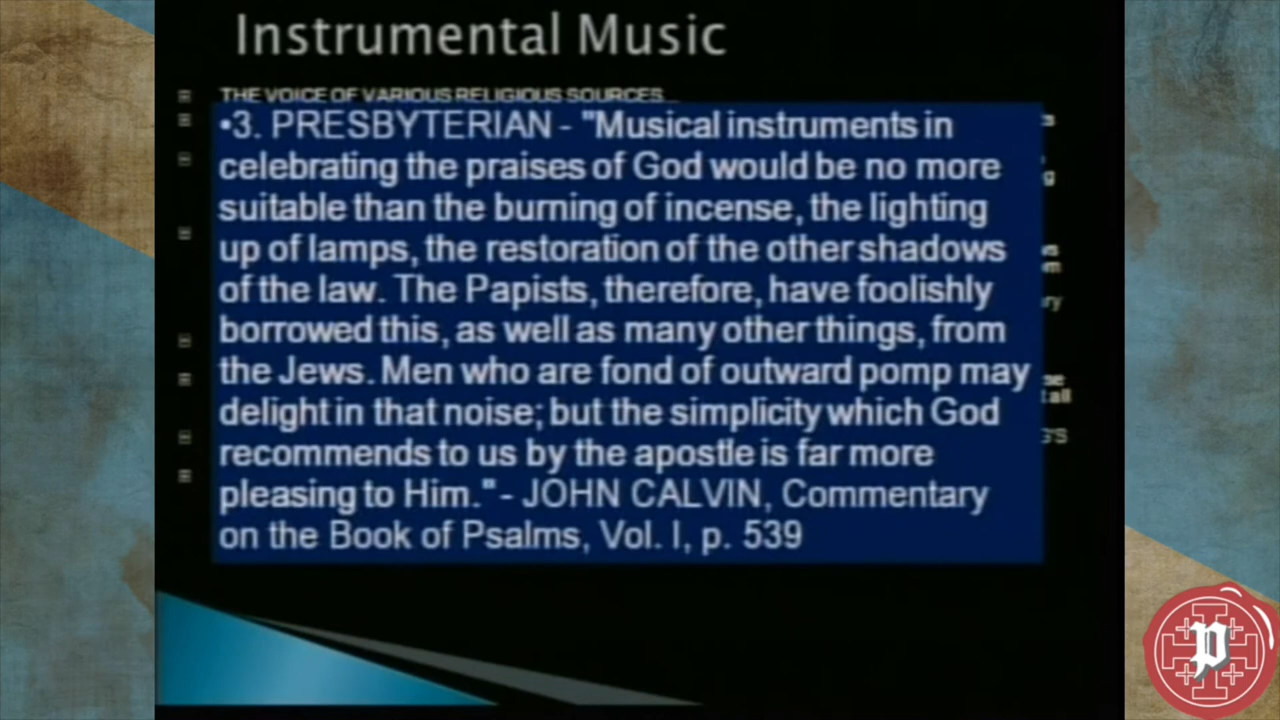 Instrumental Music
THE VOICE OF VARIOUS RELIGIOUS SOURCES...
•3. PRESBYTERIAN - "Musical instruments in
celebrating the praises of God would be no more
suitable than the burning of incense, the lighting
up of lamps, the restoration of the other shadows
of the law. The Papists, therefore, have foolishly
borrowed this, as well as many other things, from
the Jews. Men who are fond of outward pomp may
delight in that noise; but the simplicity which God
recommends to us by the apostle is far more
pleasing to Him." - JOHN CALVIN, Commentary
on the Book of Psalms, Vol. I, p. 539
p